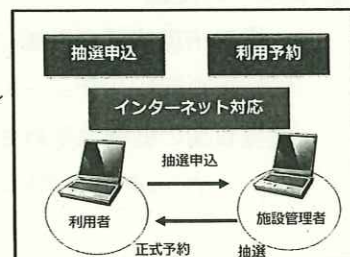 抽選申込 利用予約
インターネット対応
抽選申込
利用者 施設管理者
正式予約 抽選